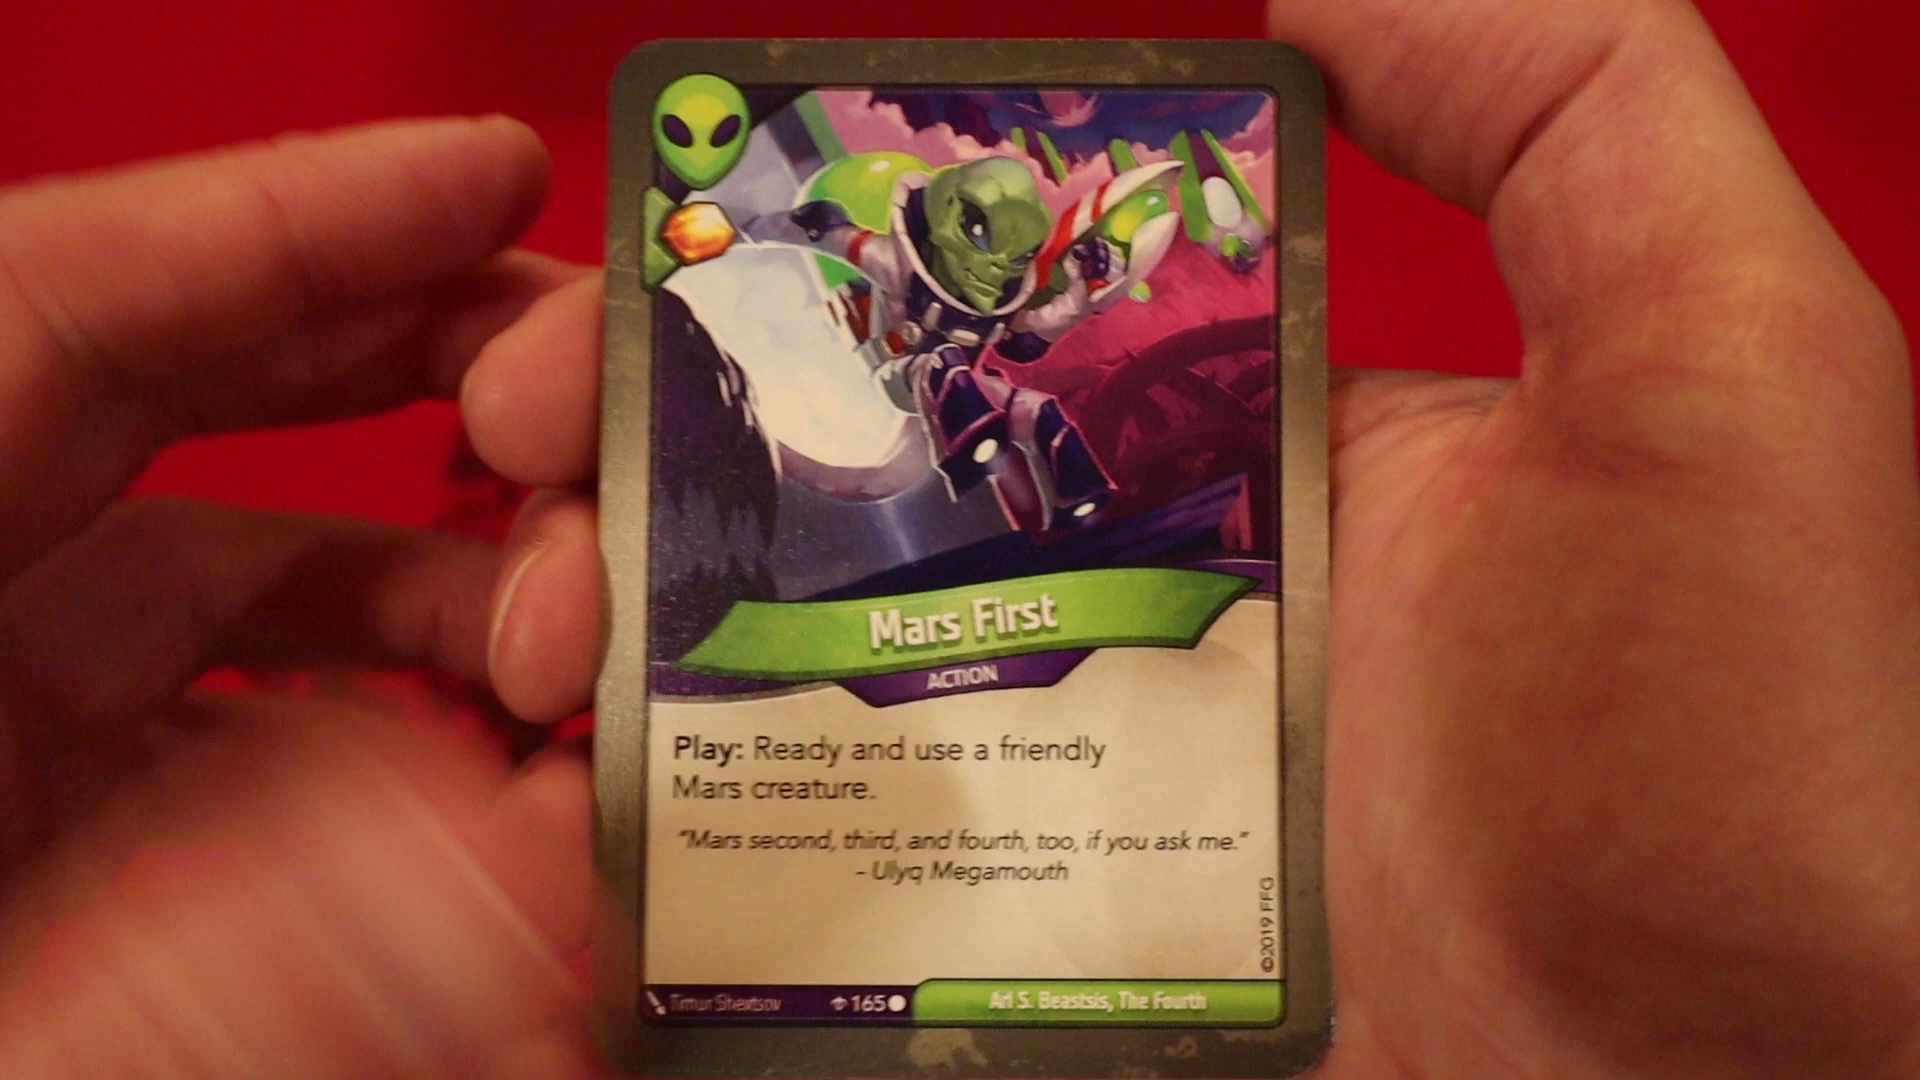 Mars First
ACTION
Play: Ready and use a friendly
Mars creature.
"Mars second, third, and fourth, too, if you ask me."
- Ulyq Megamouth
©2019 FFG
Timur Shevtsov
165
Arl S. Beastsis, The Fourth